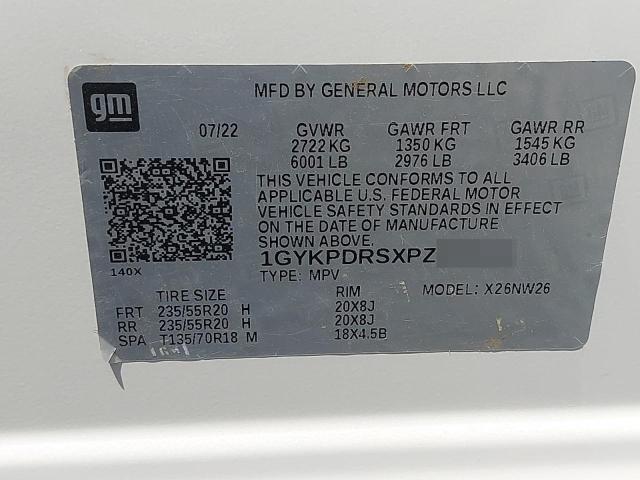 gm
MFD BY GENERAL MOTORS LLC
07/22 GVWR GAWR FRT GAWR RR
2722 KG 1350 KG 1545 KG
6001 LB 2976 LB 3406 LB
THIS VEHICLE CONFORMS TO ALL
APPLICABLE U.S. FEDERAL MOTOR
VEHICLE SAFETY STANDARDS IN EFFECT
ON THE DATE OF MANUFACTURE
SHOWN ABOVE.
1GYKPDRSXPZ
140X
TYPE: MPV
TIRE SIZE RIM MODEL: X26NW26
FRT 235/55R20 H 20X8J
RR 235/55R20 H 20X8J
SPA T135/70R18 M 18X4.5B